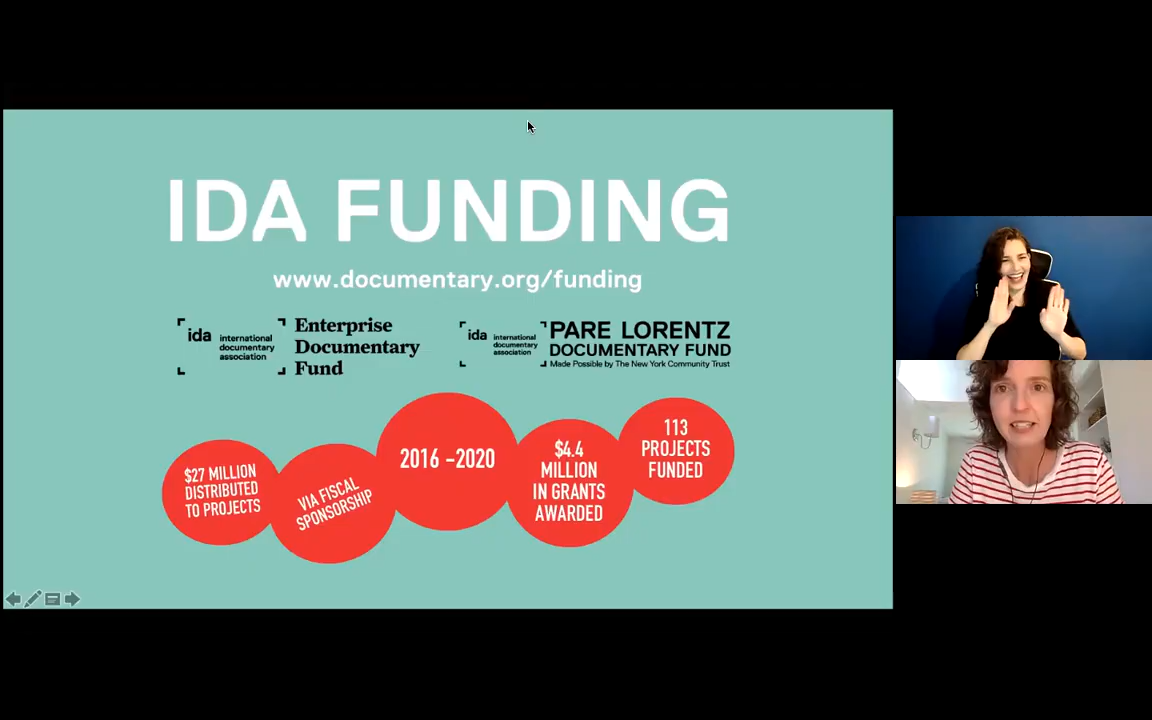 IDA FUNDING
www.documentary.org/funding
ida international
documentary
association
Enterprise
Documentary
Fund
ida international
documentary
association
PARE LORENTZ
DOCUMENTARY FUND
Made Possible by The New York Community Trust
$27 MILLION
DISTRIBUTED
TO PROJECTS
VIA FISCAL
SPONSORSHIP
2016 -2020
$4.4
MILLION
IN GRANTS
AWARDED
113
PROJECTS
FUNDED